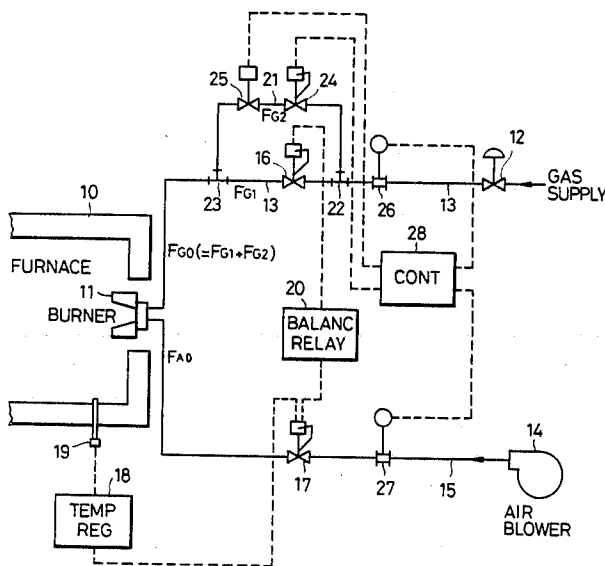 25
21
24
FG2
16
12
23
FG1
13
22
26
13
GAS
SUPPLY
10
FURNACE
FG0(=FG1+FG2)
28
CONT
11
BURNER
20
BALANC
RELAY
FA0
19
18
TEMP
REG
17
27
15
14
AIR
BLOWER